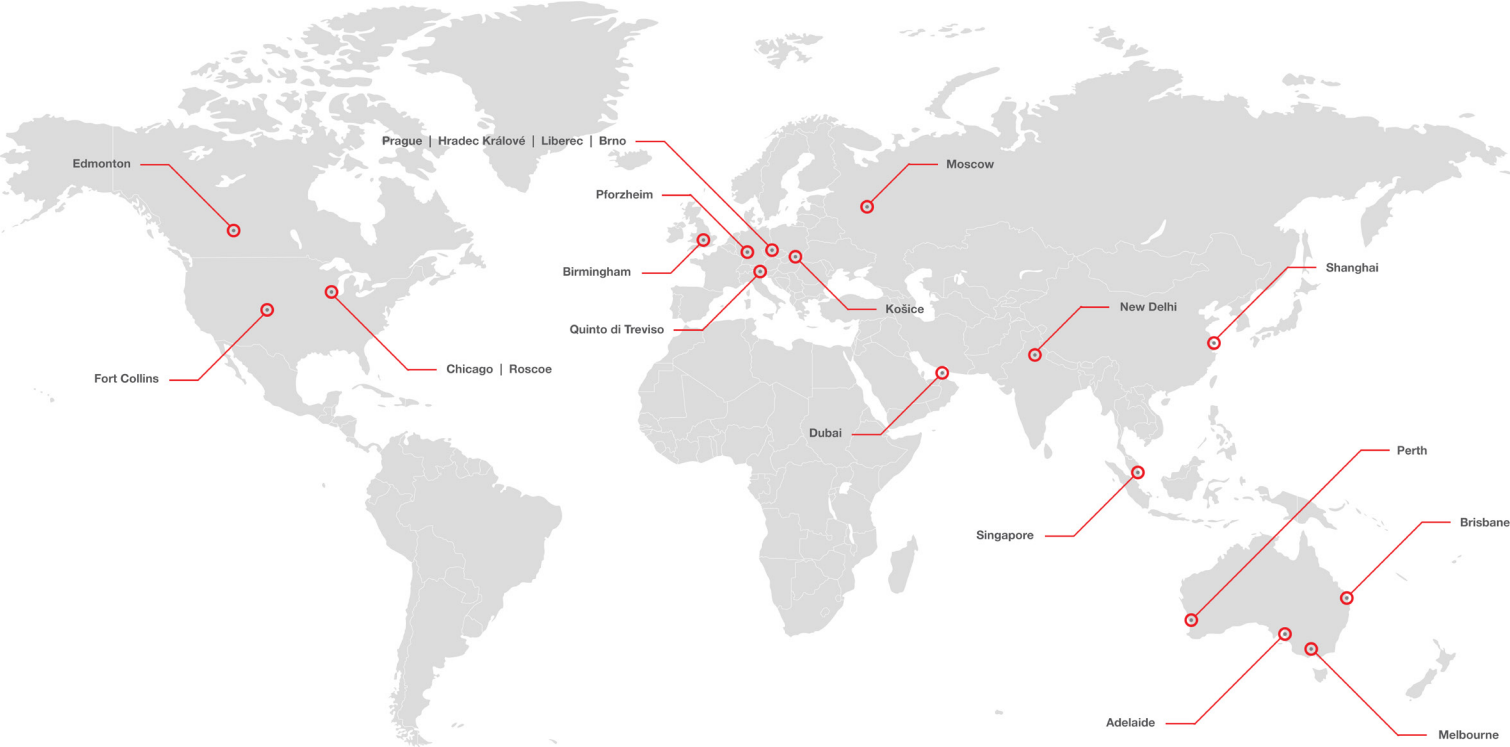 Prague | Hradec Králové | Liberec | Brno
Edmonton
Moscow
Pforzheim
Birmingham
Shanghai
New Delhi
Košice
Quinto di Treviso
Chicago | Roscoe
Fort Collins
Dubai
Perth
Brisbane
Singapore
Adelaide
Melbourne